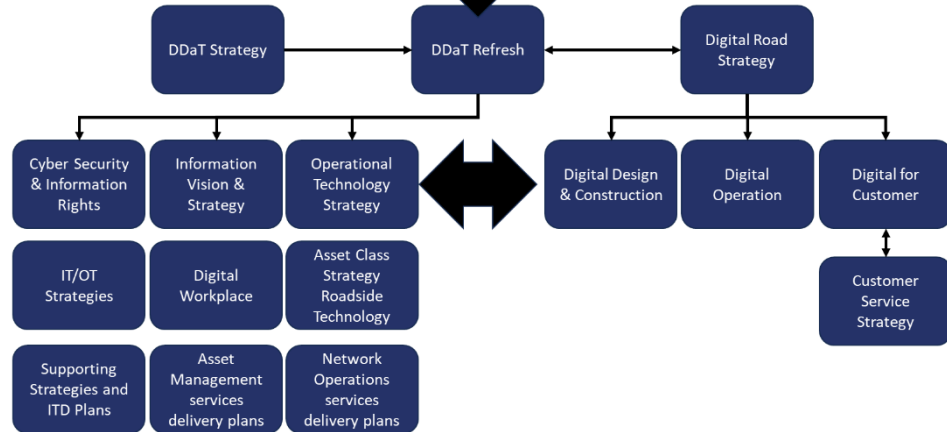 DDaT Strategy
DDaT Refresh
Digital Road
Strategy
Cyber Security
& Information
Rights
Information
Vision &
Strategy
Operational
Technology
Strategy
Digital Design
& Construction
Digital
Operation
Digital for
Customer
IT/OT
Strategies
Digital
Workplace
Asset Class
Strategy
Roadside
Technology
Customer
Service
Strategy
Supporting
Strategies and
ITD Plans
Asset
Management
services
delivery plans
Network
Operations
services
delivery plans